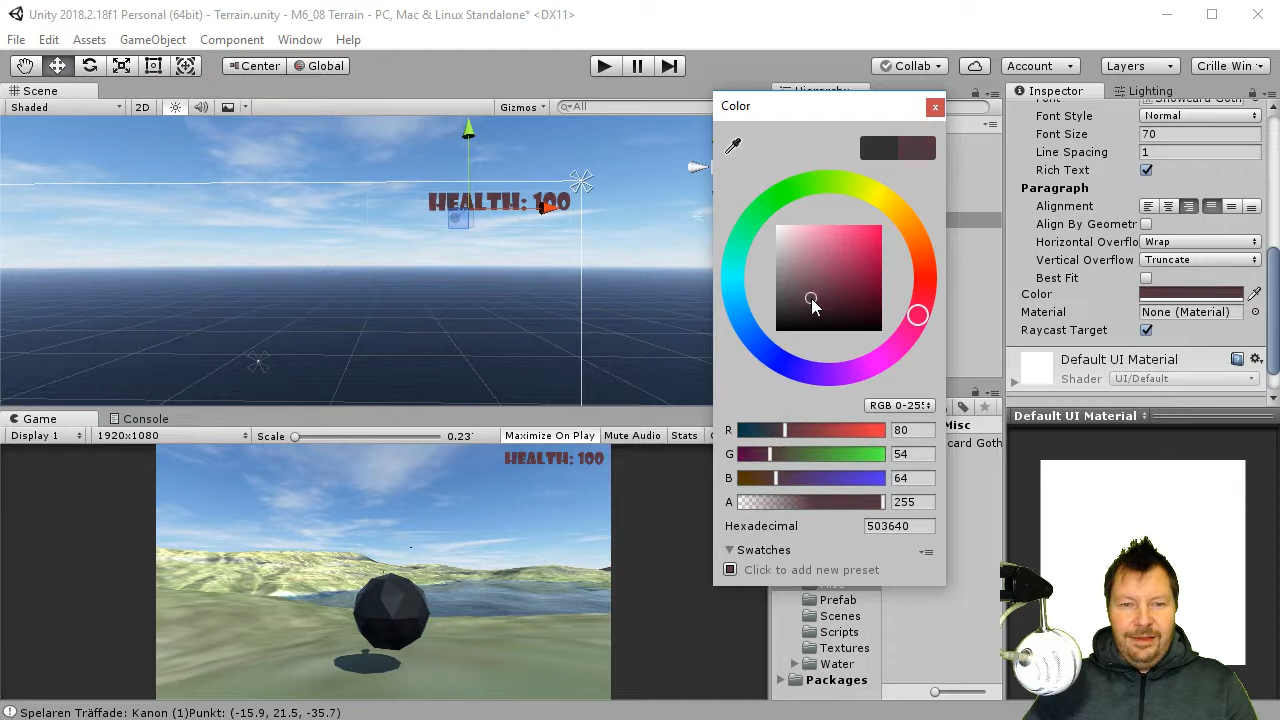 Unity 2018.2.18f1 Personal (64bit) - Terrain.unity - M6_08 Terrain - PC, Mac & Linux Standalone* <DX11>
File Edit Assets GameObject Component Window Help
Center Global Collab Account Layers Crille Win
Scene
Shaded 2D Gizmos All
HEALTH: 100
Game Console
Display 1 1920x1080 Scale 0.23 Maximize On Play Mute Audio Stats
HEALTH: 100
Color
RGB 0-255
R 80
G 54
B 64
A 255
Hexadecimal 503640
Swatches
Click to add new preset
Prefab
Scenes
Scripts
Textures
Water
Packages
Inspector Lighting
Font Style Normal
Font Size 70
Line Spacing 1
Rich Text
Paragraph
Alignment
Align By Geometr
Horizontal Overflo Wrap
Vertical Overflow Truncate
Best Fit
Color
Material None (Material)
Raycast Target
Default UI Material
Shader UI/Default
Default UI Material
Spelaren Träffade: Kanon (1)Punkt: (-15.9, 21.5, -35.7)